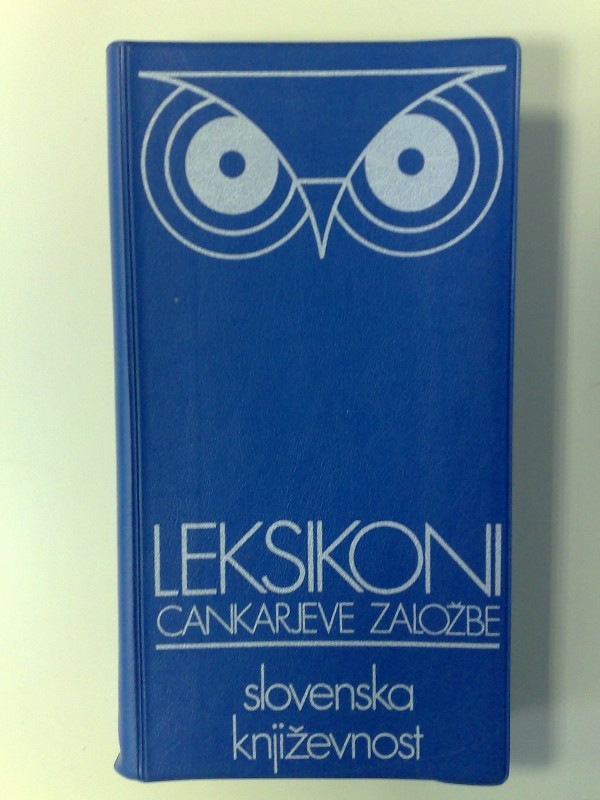 LEKSIKONI
CANKARJEVE ZALOŽBE
slovenska
književnost